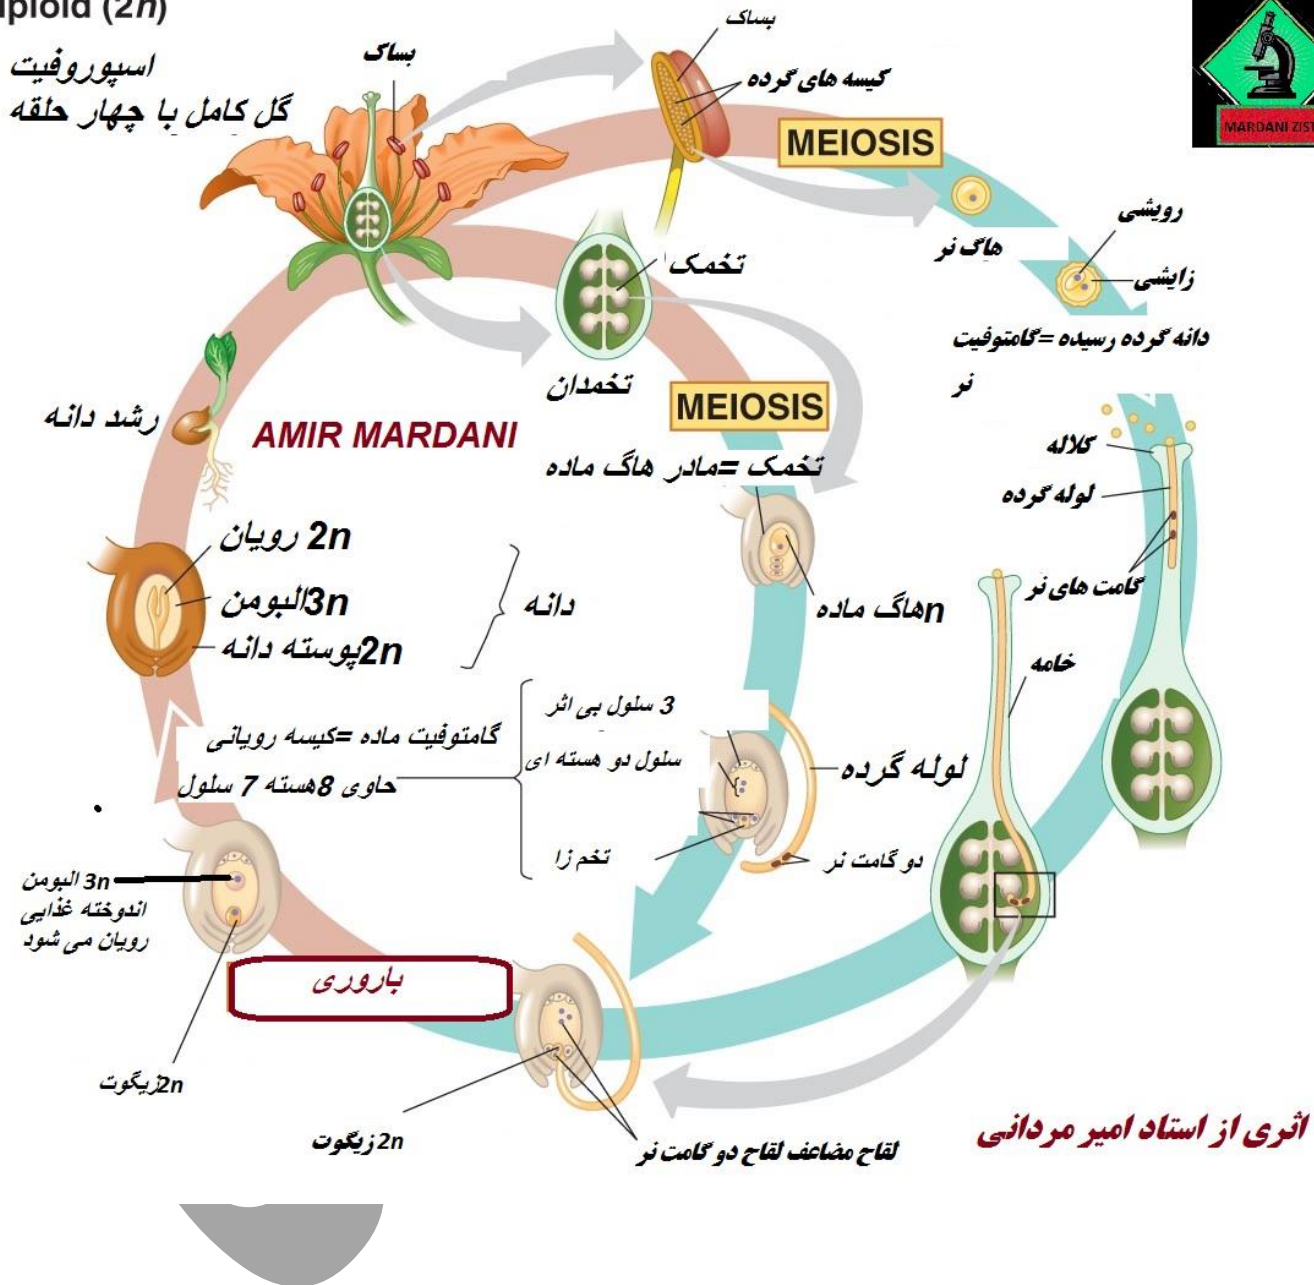 iploid (2n)
اسپوروفیت
گل کامل با چهار حلقه
بساک
بساک
کیسه های گرده
MEIOSIS
MARDANI ZIST
هاگ نر
رویشی
زایشی
دانه گرده رسیده =گامتوفیت
نر
تخمک
تخمدان
MEIOSIS
رشد دانه
AMIR MARDANI
تخمک =مادر هاگ ماده
کلاله
لوله گرده
گامت های نر
2n رویان
3nالبومن
2nپوسته دانه
دانه
nهاگ ماده
خامه
3 سلول بی اثر
سلول دو هسته ای
تخم زا
گامتوفیت ماده =کیسه رویانی
حاوی 8هسته 7 سلول
لوله گرده
دو گامت نر
3n البومن
اندوخته غذایی
رویان می شود
باروری
2nزیگوت
2n زیگوت
لقاح مضاعف لقاح دو گامت نر
اثری از استاد امیر مردانی